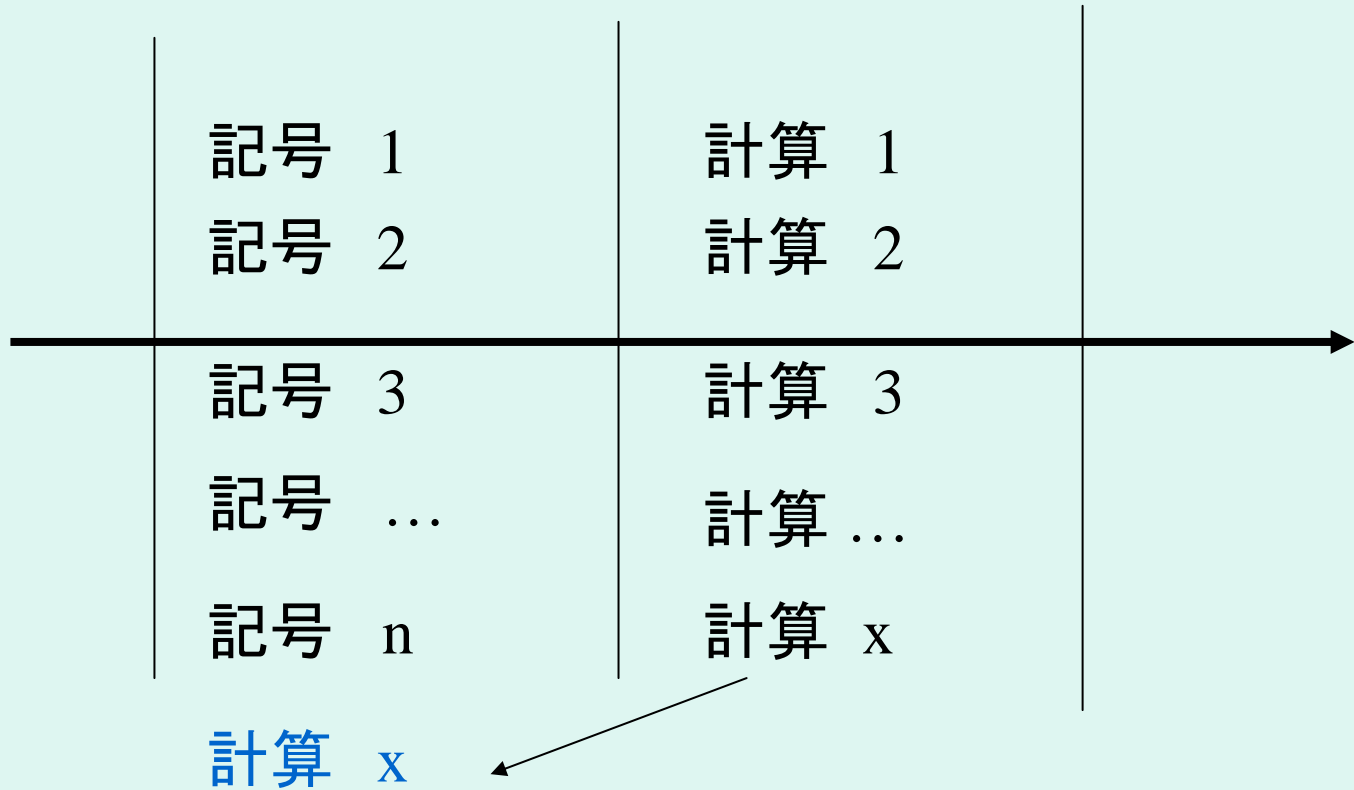 記号 1
計算 1
記号 2
計算 2
記号 3
計算 3
記号 …
計算 …
記号 n
計算 x
計算 x